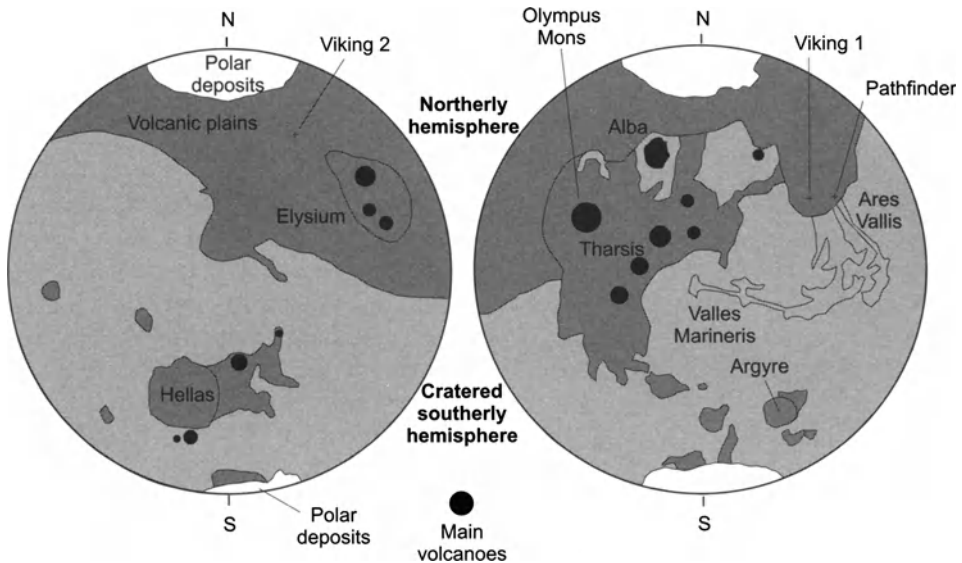 N
Viking 2
Polar
deposits
Volcanic plains
Elysium
Hellas
Polar
deposits
S
Northerly
hemisphere
Cratered
southerly
hemisphere
Main
volcanoes
Olympus
Mons
N
Viking 1
Pathfinder
Alba
Ares
Vallis
Tharsis
Valles
Marineris
Argyre
S